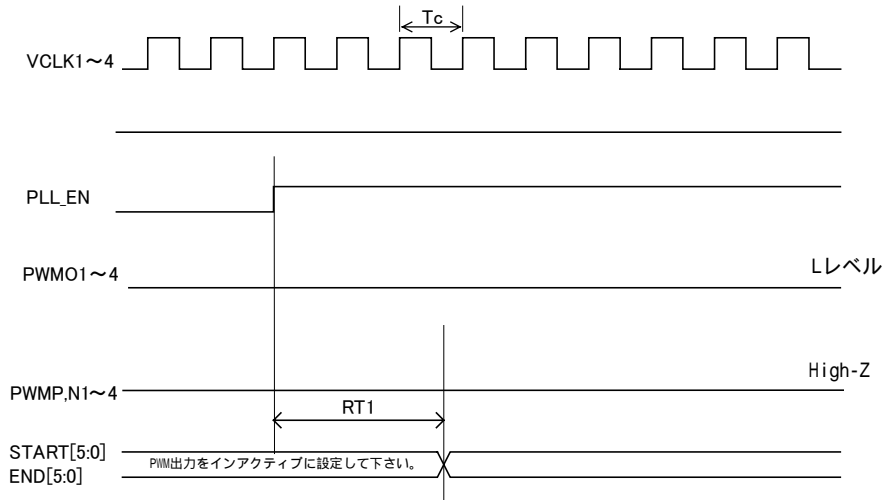 Tc
VCLK1～4
PLL_EN
PWMO1～4
Lレベル
PWMP,N1～4
High-Z
RT1
START[5:0]
END[5:0]
PWM出力をインアクティブに設定して下さい。